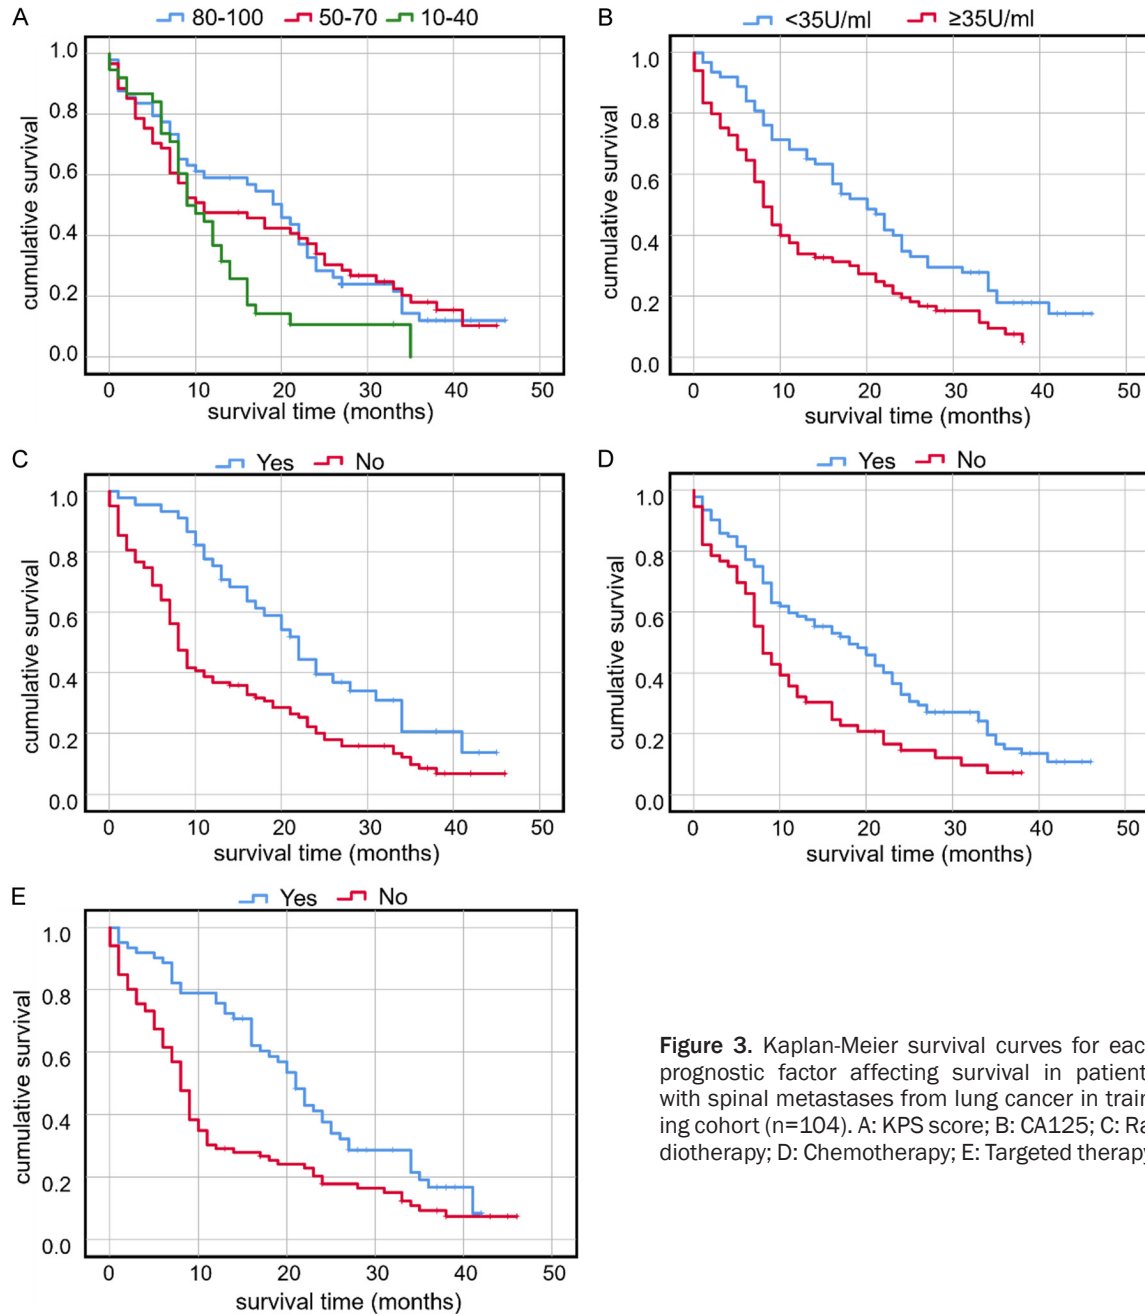 A
80-100 50-70 10-40
1.0
0.8
0.6
0.4
0.2
0.0
cumulative survival
0 10 20 30 40 50
survival time (months)
B
<35U/ml ≥35U/ml
1.0
0.8
0.6
0.4
0.2
0.0
cumulative survival
0 10 20 30 40 50
survival time (months)
C
Yes No
1.0
0.8
0.6
0.4
0.2
0.0
cumulative survival
0 10 20 30 40 50
survival time (months)
D
Yes No
1.0
0.8
0.6
0.4
0.2
0.0
cumulative survival
0 10 20 30 40 50
survival time (months)
E
Yes No
1.0
0.8
0.6
0.4
0.2
0.0
cumulative survival
0 10 20 30 40 50
survival time (months)
Figure 3. Kaplan-Meier survival curves for each
prognostic factor affecting survival in patient
with spinal metastases from lung cancer in train
ing cohort (n=104). A: KPS score; B: CA125; C: Ra
diotherapy; D: Chemotherapy; E: Targeted therapy